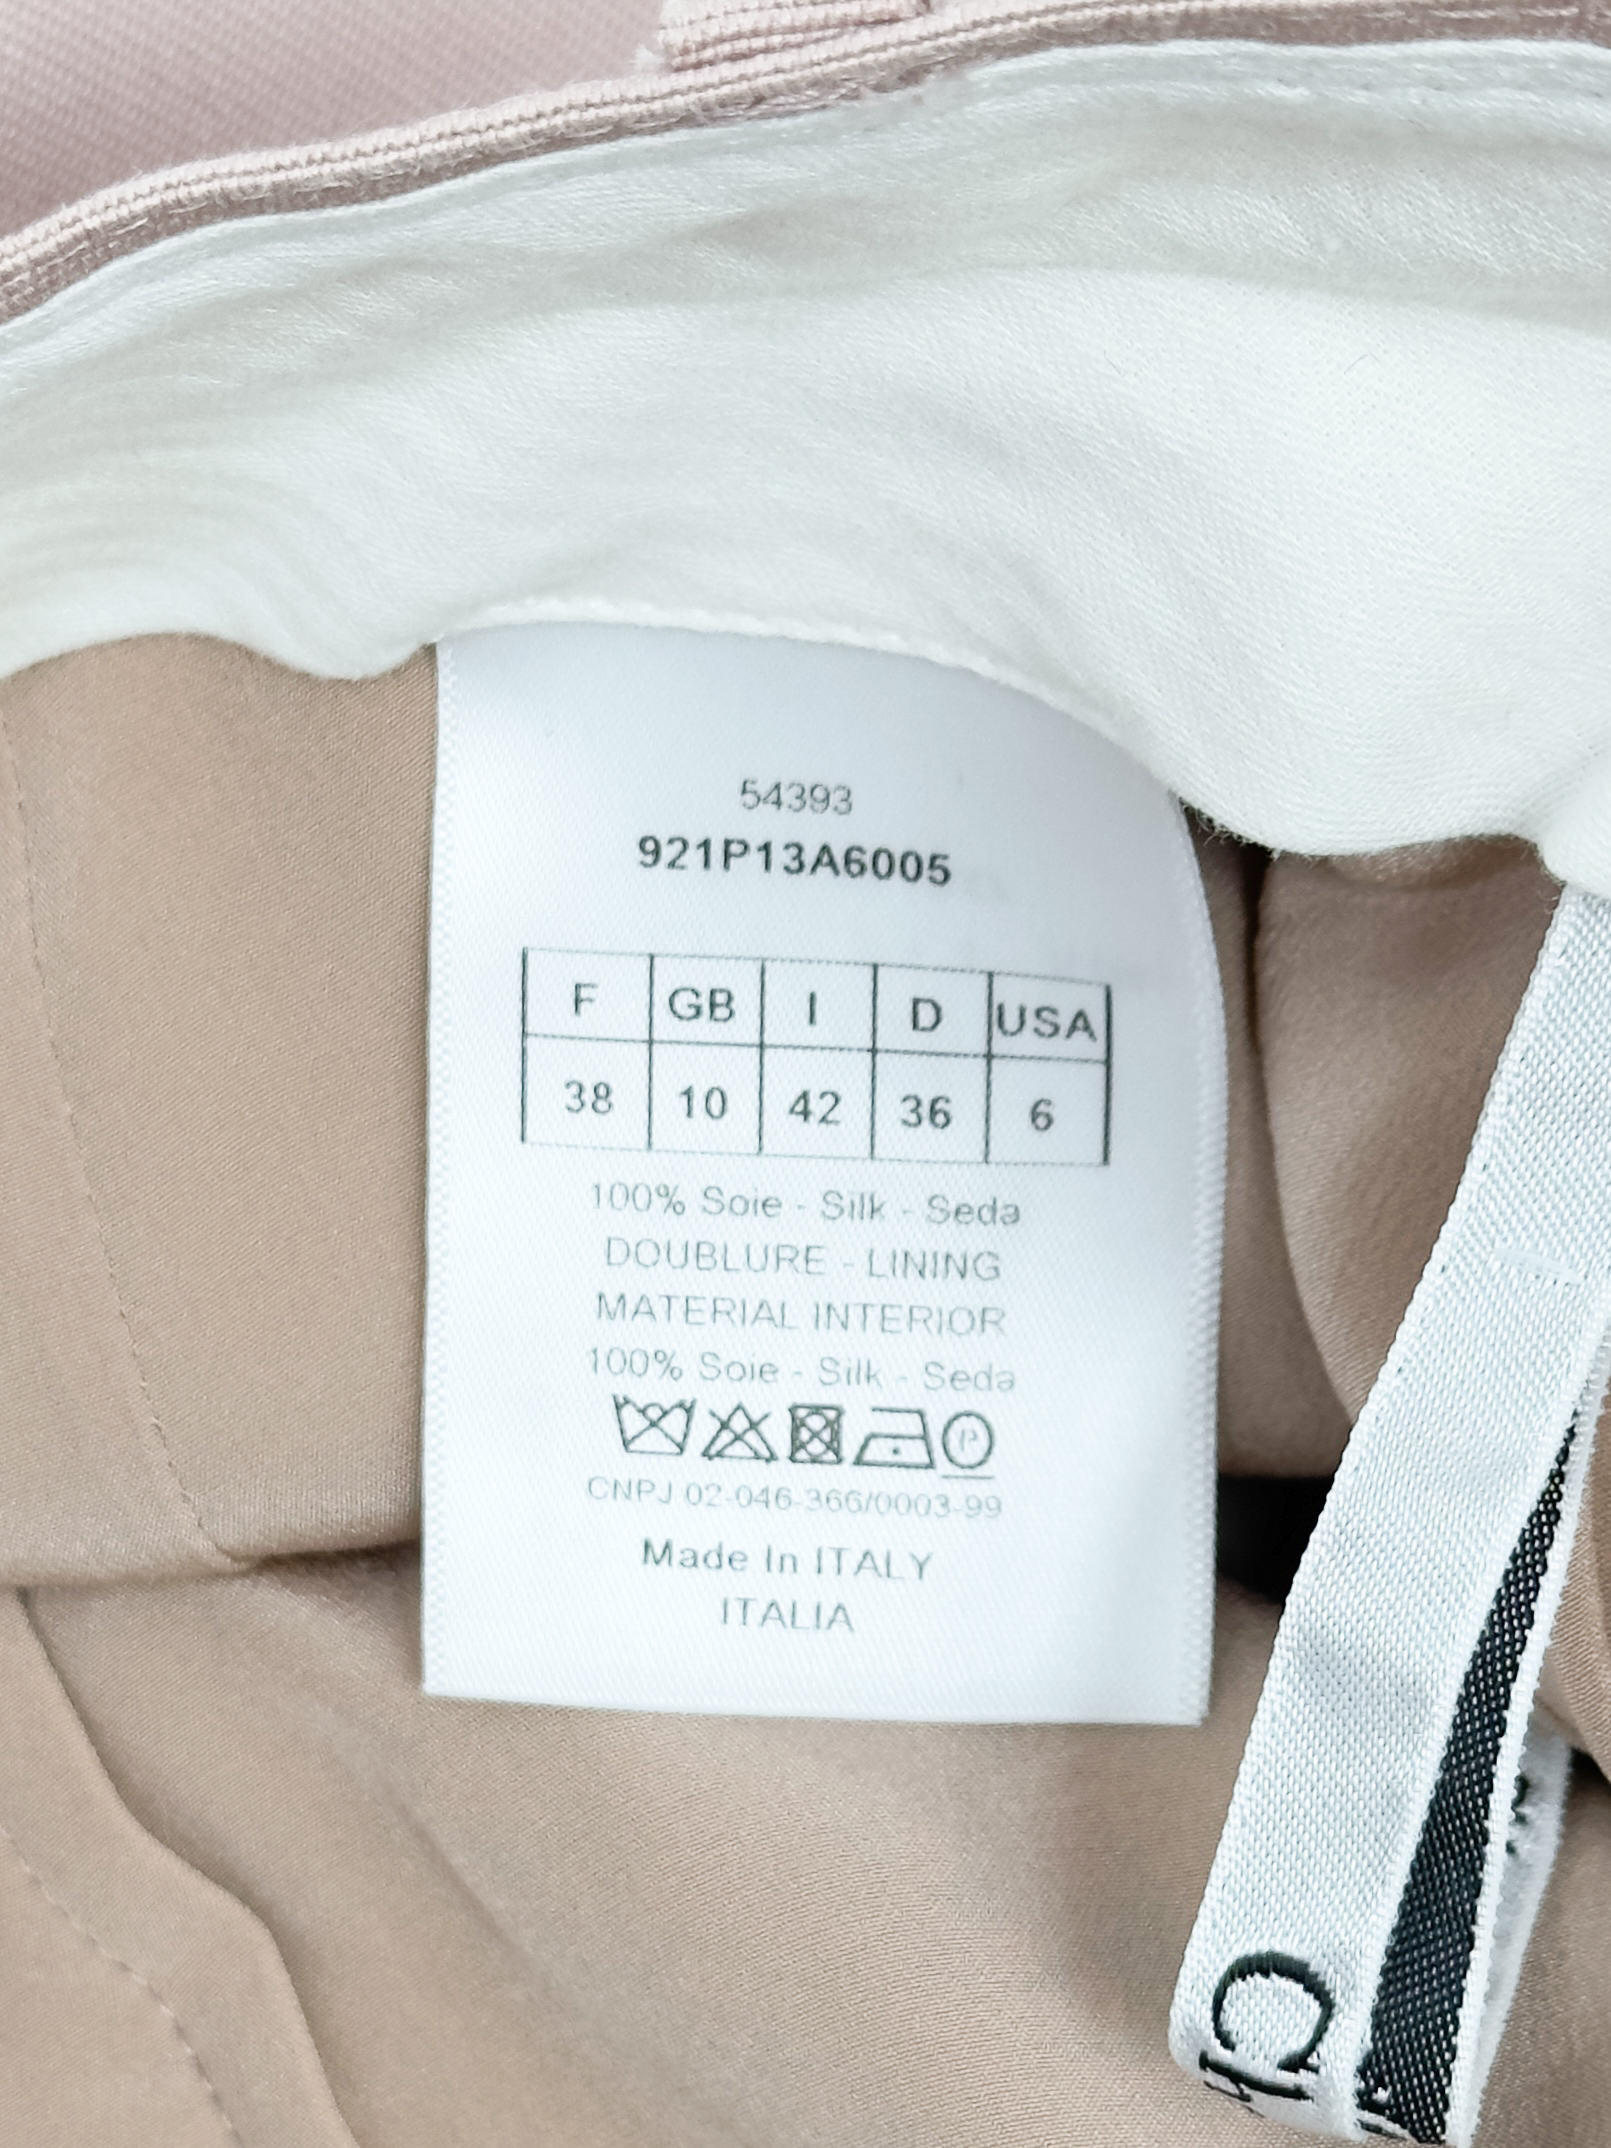 54393
921P13A6005
F GB I D USA
38 10 42 36 6
100% Soie - Silk - Seda
DOUBLURE - LINING
MATERIAL INTERIOR
100% Soie - Silk - Seda
P
CNPJ 02-046-366/0003-99
Made In ITALY
ITALIA